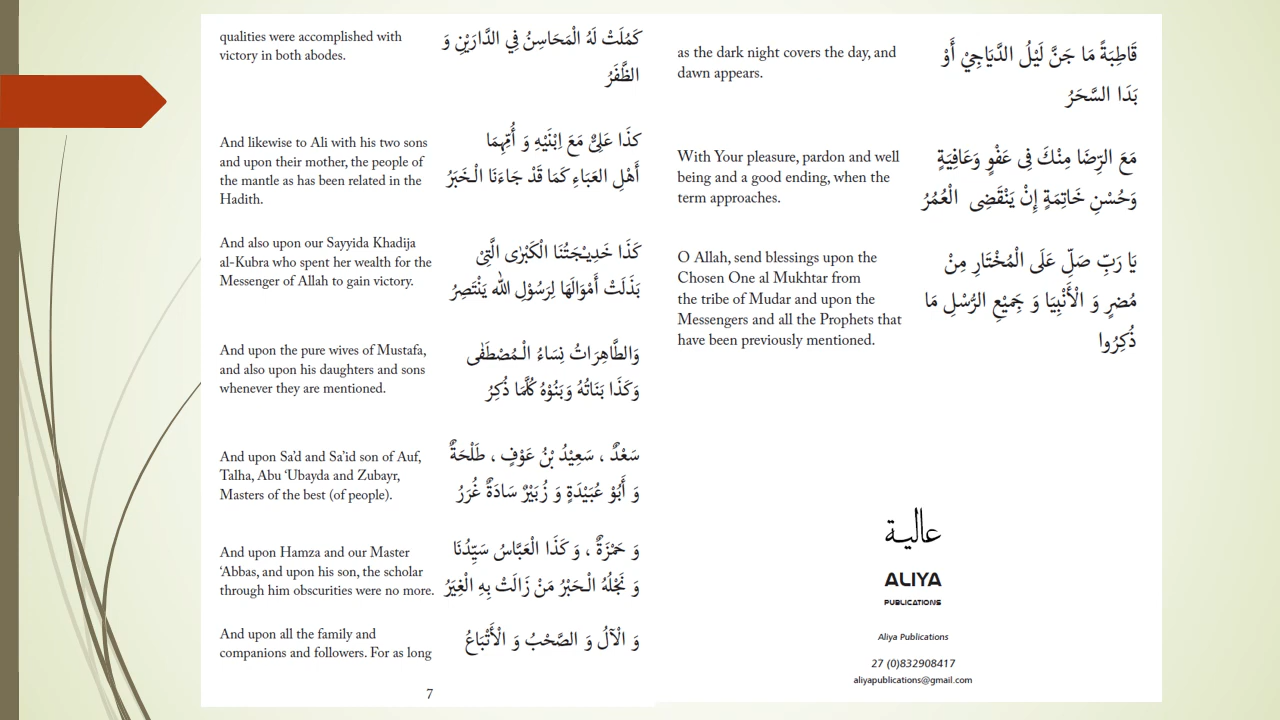 qualities were accomplished with
victory in both abodes.
كَمُلَتْ لَهُ الْمَحَاسِنُ فِي الدَّارَيْنِ وَ
الظَّفَرُ
And likewise to Ali with his two sons
and upon their mother, the people of
the mantle as has been related in the
Hadith.
كذَا عَلِيٌّ مَعَ اِبْنَيْهِ وَ أُمِّهِمَا
أَهْلِ العَبَاءِ كَمَا قَدْ جَاءَنَا الْخَبَرُ
And also upon our Sayyida Khadija
al-Kubra who spent her wealth for the
Messenger of Allah to gain victory.
كَذَا خَدِيْجَتُنَا الْكَبْرٰى الَّتِيْ
بَذَلَتْ أَمْوَالَهَا لِرَسُوْلِ الله يَنْتَصِرُ
And upon the pure wives of Mustafa,
and also upon his daughters and sons
whenever they are mentioned.
وَالطَّاهِرَاتُ نِسَاءُ الْمُصْطَفٰى
وَكَذَا بَنَاتُهُ وَبَنُوْهُ كُلَّمَا ذُكِرُ
And upon Sa'd and Sa'id son of Auf,
Talha, Abu ‘Ubayda and Zubayr,
Masters of the best (of people).
سَعْدٌ ، سَعِيْدُ بْنُ عَوْفٍ ، طَلْحَةٌ
وَ أَبُوْ عُبَيْدَةٍ وَ زُبَيْرٌ سَادَةٌ غُرَرُ
And upon Hamza and our Master
‘Abbas, and upon his son, the scholar
through him obscurities were no more.
وَ حَمْزَةٌ ، وَ كَذَا الْعَبَّاسُ سَيِّدُنَا
وَ نَجْلُهُ الْحَبْرُ مَنْ زَالَتْ بِهِ الْغِيَرُ
And upon all the family and
companions and followers. For as long
وَ الْآلُ وَ الصَّحْبُ وَ الْأَتْبَاعُ
7
as the dark night covers the day, and
dawn appears.
قَاطِبَةً مَا جَنَّ لَيْلُ الدَّيَاجِيْ أَوْ
بَدَا السَّحَرُ
With Your pleasure, pardon and well
being and a good ending, when the
term approaches.
مَعَ الرِّضَا مِنْكَ فِى عَفْوٍ وَعَافِيَةٍ
وَحُسْنِ خَاتِمَةٍ إِنْ يَنْقَضِى الْعُمُرُ
O Allah, send blessings upon the
Chosen One al Mukhtar from
the tribe of Mudar and upon the
Messengers and all the Prophets that
have been previously mentioned.
يَا رَبِّ صَلِّ عَلَى الْمُخْتَارِ مِنْ
مُضرٍ وَ الْأَنْبِيَا وَ جَمِيْعِ الرُّسْلِ مَا
ذُكِرُوا
عالية
ALIYA
PUBLICATIONS
Aliya Publications
27 (0)832908417
aliyapublications@gmail.com